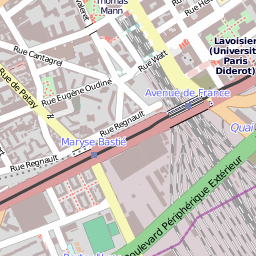 Thomas
Mann
Lavoisier
(Université
Paris
Diderot)
Rue Cantagrel
Rue Watt
Rue de Patay
Rue Eugène Oudiné
Avenue de France
Rue Regnault
Quai
Maryse Bastié
Rue Regnault
Boulevard Périphérique Extérieur